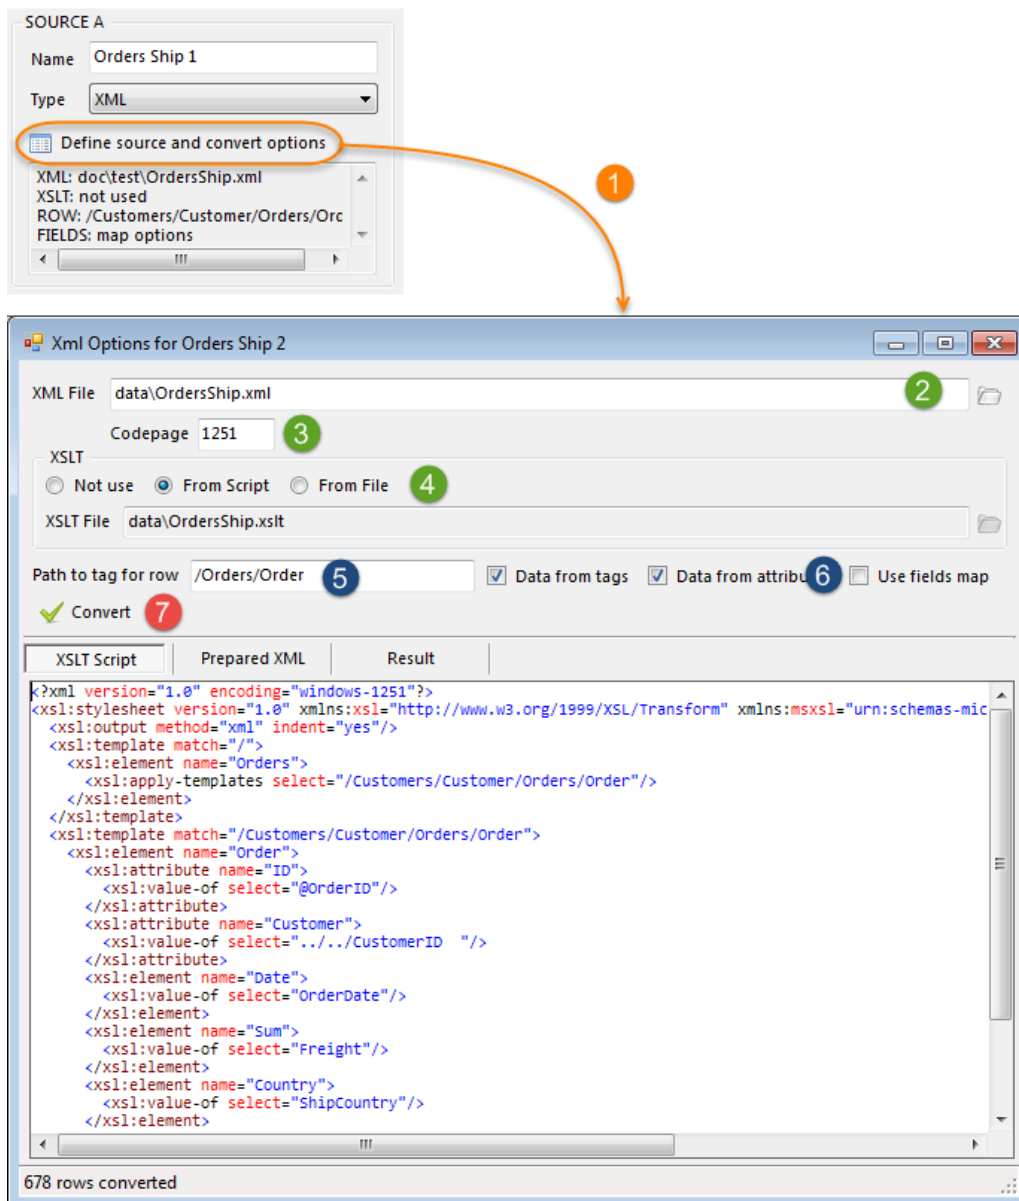 SOURCE A
Name Orders Ship 1
Type XML
Define source and convert options
XML: doc\test\OrdersShip.xml
XSLT: not used
ROW: /Customers/Customer/Orders/Orc
FIELDS: map options
1
Xml Options for Orders Ship 2
XML File data\OrdersShip.xml 2
Codepage 1251 3
XSLT
Not use From Script From File 4
XSLT File data\OrdersShip.xslt
Path to tag for row /Orders/Order 5 Data from tags Data from attribu 6 Use fields map
Convert 7
XSLT Script Prepared XML Result
<?xml version="1.0" encoding="windows-1251"?>
<xsl:stylesheet version="1.0" xmlns:xsl="http://www.w3.org/1999/XSL/Transform" xmlns:msxsl="urn:schemas-mic
<xsl:output method="xml" indent="yes"/>
<xsl:template match="/">
<xsl:element name="Orders">
<xsl:apply-templates select="/Customers/Customer/Orders/Order"/>
</xsl:element>
</xsl:template>
<xsl:template match="/Customers/Customer/Orders/Order">
<xsl:element name="Order">
<xsl:attribute name="ID">
<xsl:value-of select="@OrderID"/>
</xsl:attribute>
<xsl:attribute name="Customer">
<xsl:value-of select="../../CustomerID  "/>
</xsl:attribute>
<xsl:element name="Date">
<xsl:value-of select="OrderDate"/>
</xsl:element>
<xsl:element name="Sum">
<xsl:value-of select="Freight"/>
</xsl:element>
<xsl:element name="Country">
<xsl:value-of select="ShipCountry"/>
</xsl:element>
678 rows converted